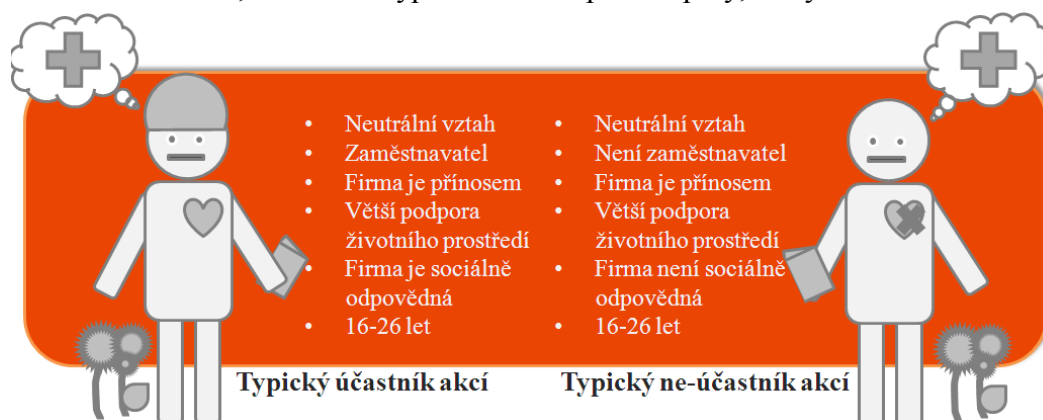 • Neutrální vztah
• Zaměstnavatel
• Firma je přínosem
• Větší podpora
životního prostředí
• Firma je sociálně
odpovědná
• 16-26 let
• Neutrální vztah
• Není zaměstnavatel
• Firma je přínosem
• Větší podpora
životního prostředí
• Firma není sociálně
odpovědná
• 16-26 let
Typický účastník akcí
Typický ne-účastník akcí